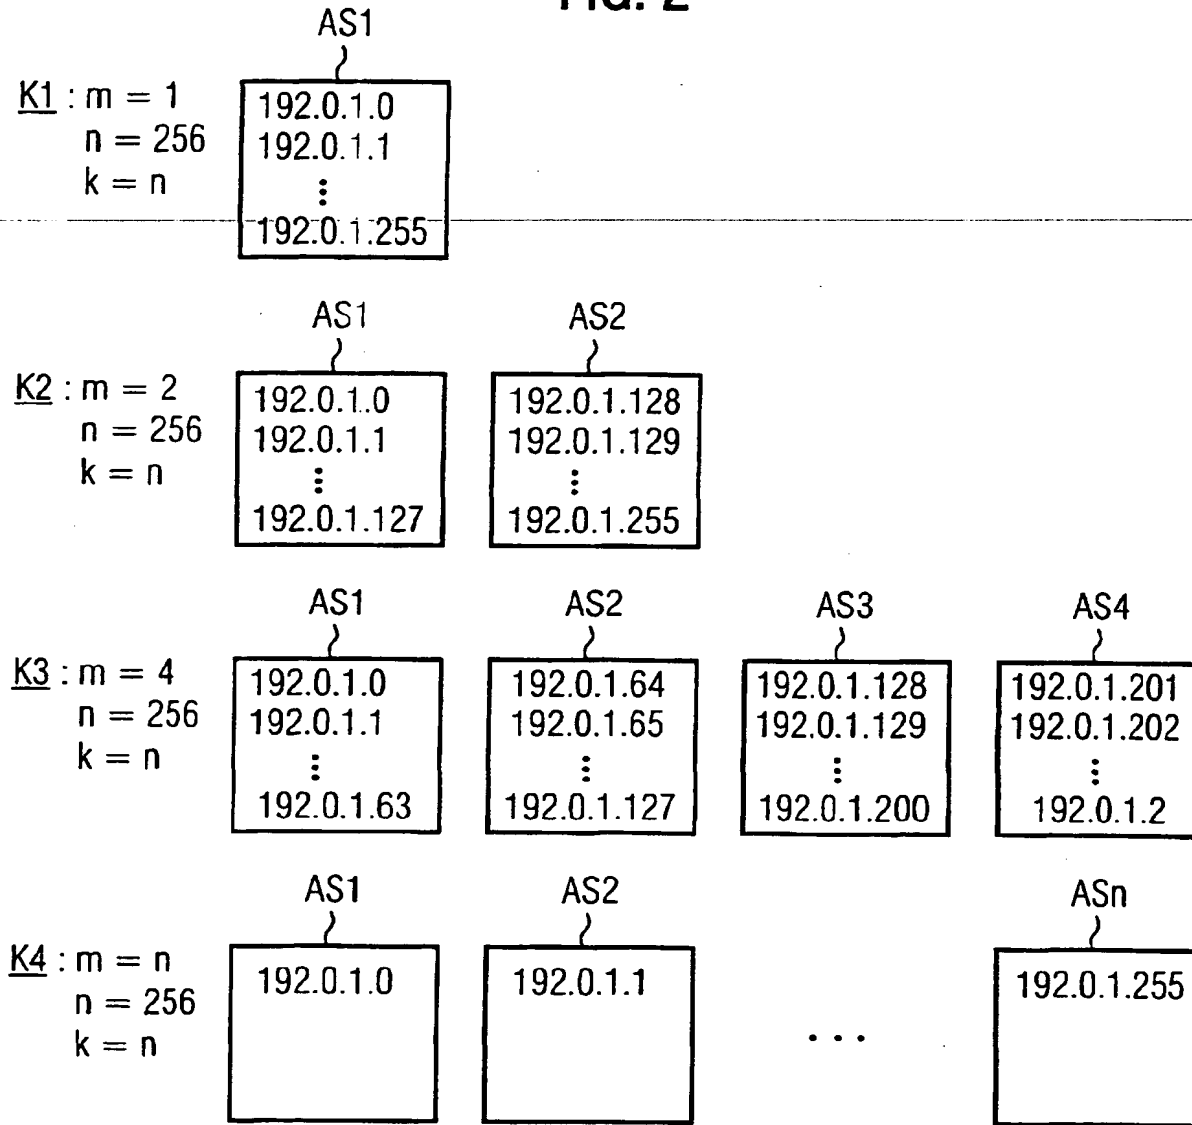 AS1
K1 : m = 1
n = 256
k = n
192.0.1.0
192.0.1.1
⋮
192.0.1.255
AS1 AS2
K2 : m = 2
n = 256
k = n
192.0.1.0
192.0.1.1
⋮
192.0.1.127
192.0.1.128
192.0.1.129
⋮
192.0.1.255
AS1 AS2 AS3 AS4
K3 : m = 4
n = 256
k = n
192.0.1.0
192.0.1.1
⋮
192.0.1.63
192.0.1.64
192.0.1.65
⋮
192.0.1.127
192.0.1.128
192.0.1.129
⋮
192.0.1.200
192.0.1.201
192.0.1.202
⋮
192.0.1.2
AS1 AS2 ASn
K4 : m = n
n = 256
k = n
192.0.1.0
192.0.1.1
...
192.0.1.255